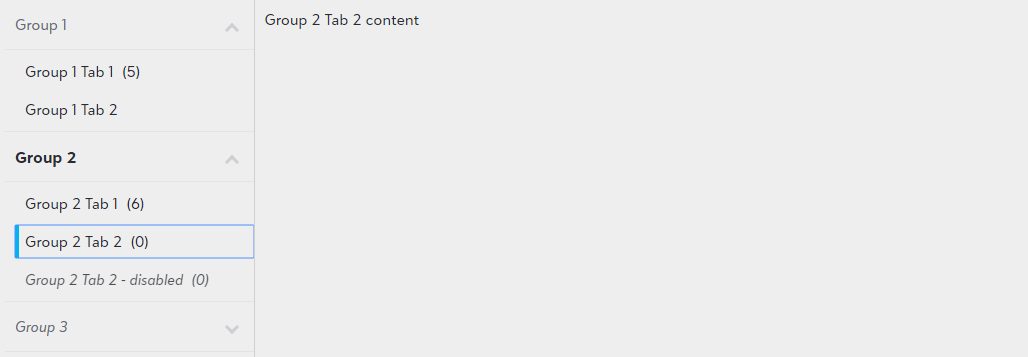 Group 1
Group 1 Tab 1 (5)
Group 1 Tab 2
Group 2
Group 2 Tab 1 (6)
Group 2 Tab 2 (0)
Group 2 Tab 2 - disabled (0)
Group 3
Group 2 Tab 2 content